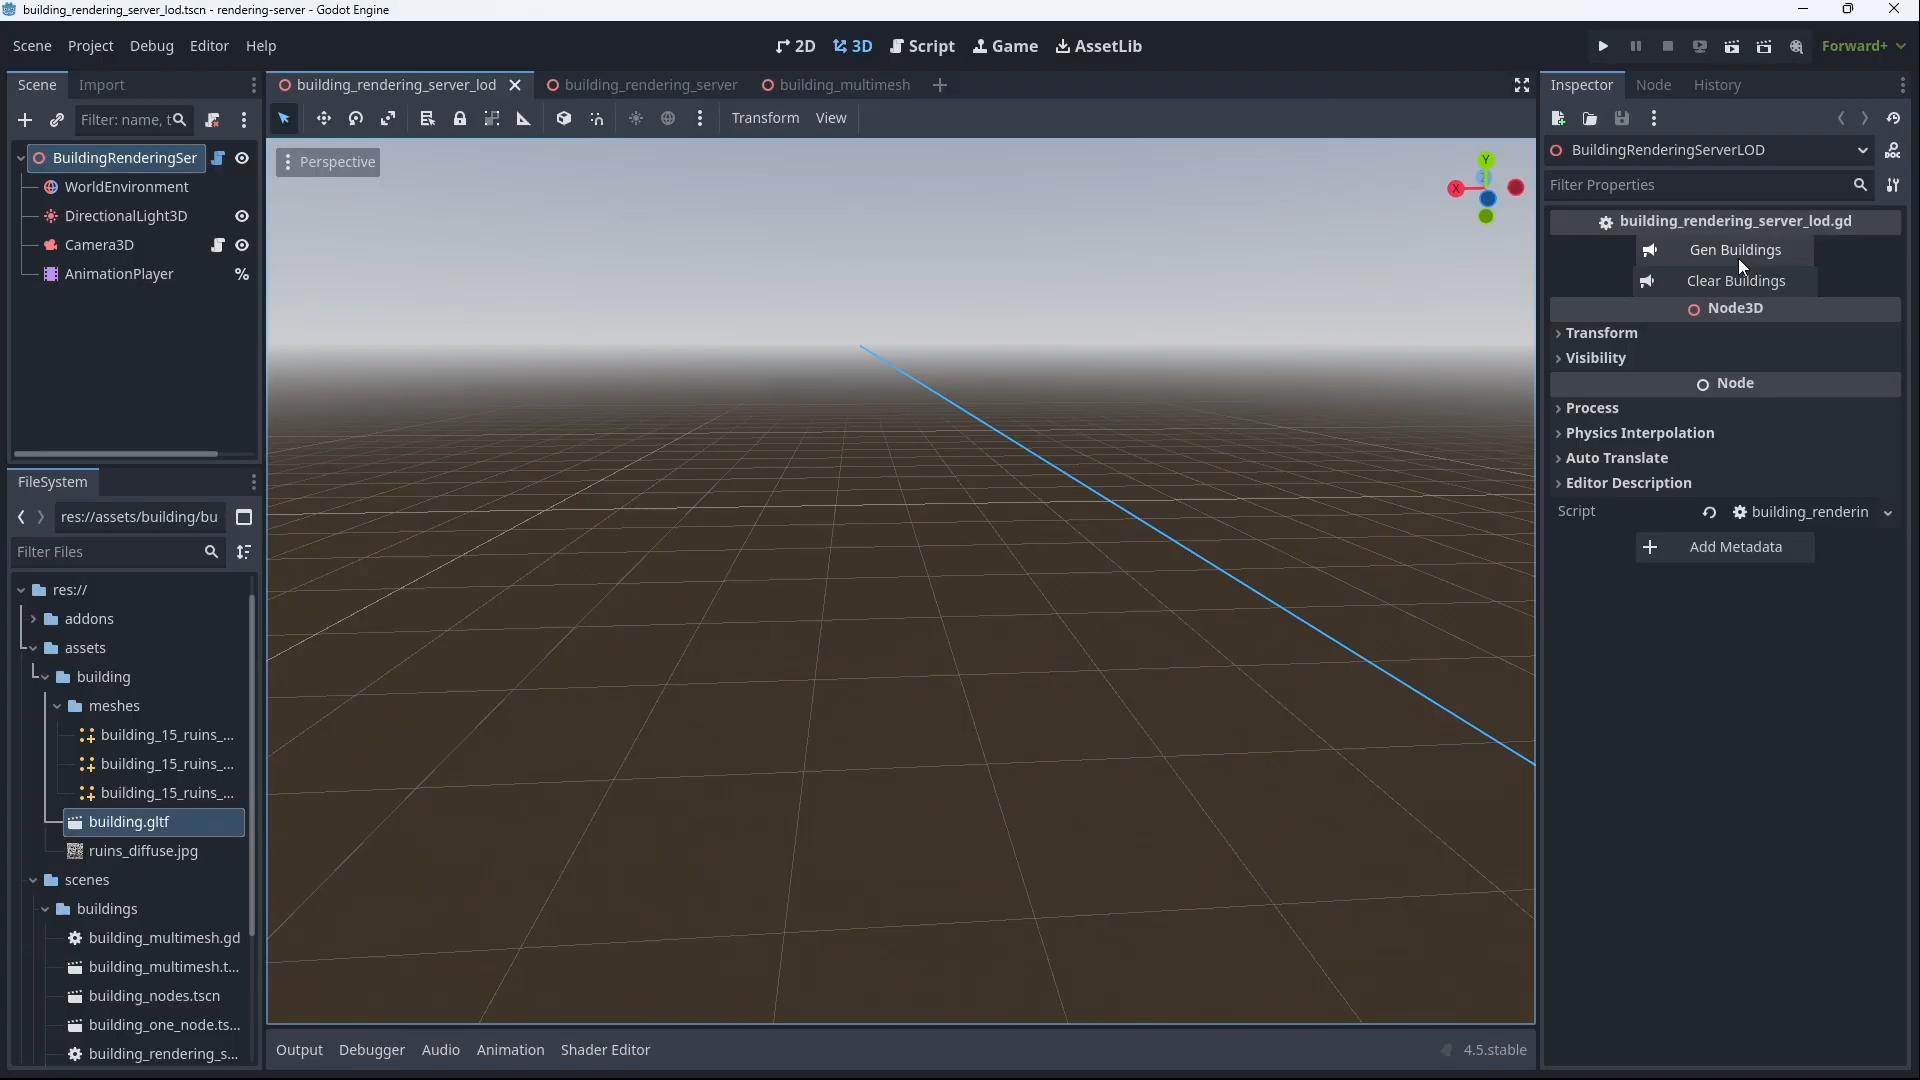 building_rendering_server_lod.tscn - rendering-server - Godot Engine
Scene Project Debug Editor Help
2D 3D Script Game AssetLib
Forward+
Scene Import
building_rendering_server_lod building_rendering_server building_multimesh
Inspector Node History
Filter: name, t
Transform View
BuildingRenderingSer
WorldEnvironment
DirectionalLight3D
Camera3D
AnimationPlayer
Perspective
Y
X
Z
BuildingRenderingServerLOD
DOC
Filter Properties
building_rendering_server_lod.gd
Gen Buildings
Clear Buildings
Node3D
Transform
Visibility
Node
Process
Physics Interpolation
Auto Translate
Editor Description
Script building_renderin
Add Metadata
FileSystem
res://assets/building/bu
Filter Files
res://
addons
assets
building
meshes
building_15_ruins_...
building_15_ruins_...
building_15_ruins_...
building.gltf
ruins_diffuse.jpg
scenes
buildings
building_multimesh.gd
building_multimesh.t...
building_nodes.tscn
building_one_node.ts...
building_rendering_s...
Output Debugger Audio Animation Shader Editor
4.5.stable